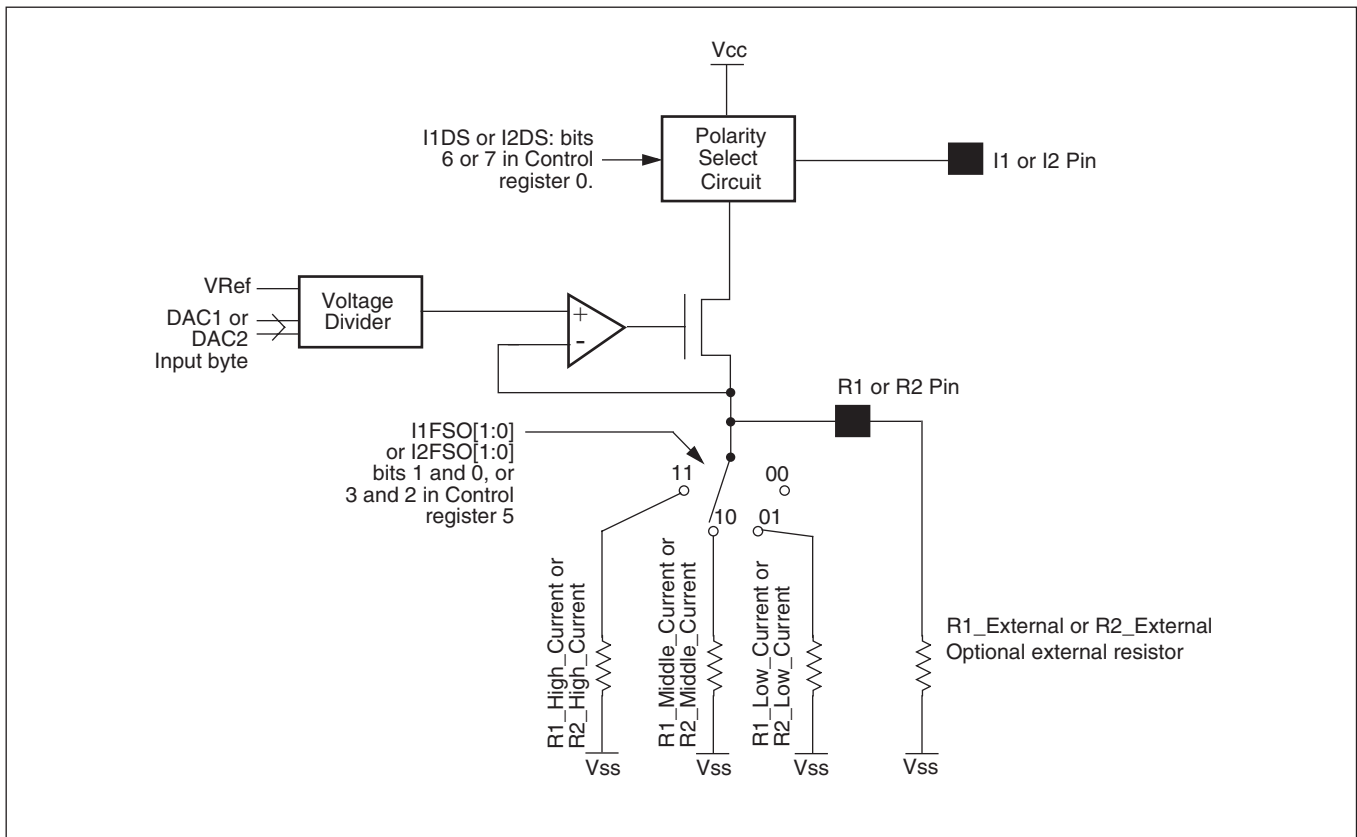 Vcc
I1DS or I2DS: bits
6 or 7 in Control
register 0.
Polarity
Select
Circuit
I1 or I2 Pin
VRef
DAC1 or
DAC2
Input byte
Voltage
Divider
+
-
R1 or R2 Pin
I1FSO[1:0]
or I2FSO[1:0]
bits 1 and 0, or
3 and 2 in Control
register 5
11
00
10
01
R1_High_Current or
R2_High_Current
R1_Middle_Current or
R2_Middle_Current
R1_Low_Current or
R2_Low_Current
R1_External or R2_External
Optional external resistor
Vss
Vss
Vss
Vss